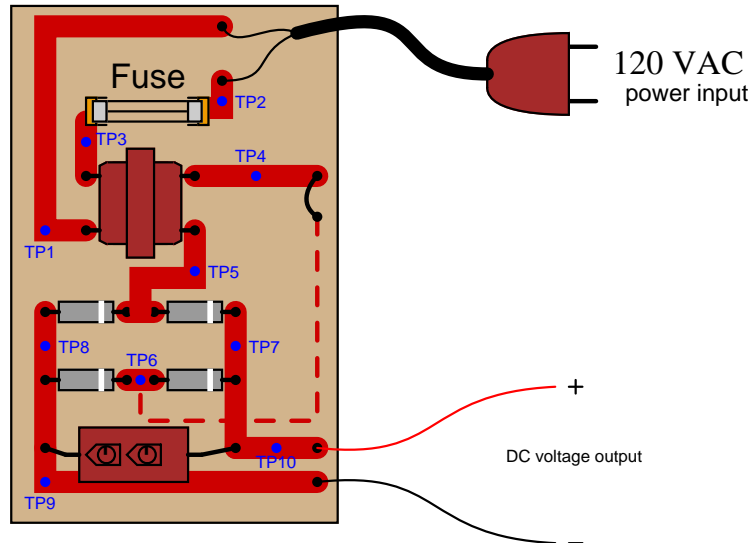 120 VAC
power input
Fuse
TP2
TP3
TP4
TP1
TP5
TP8
TP7
TP6
+
DC voltage output
TP10
TP9
-